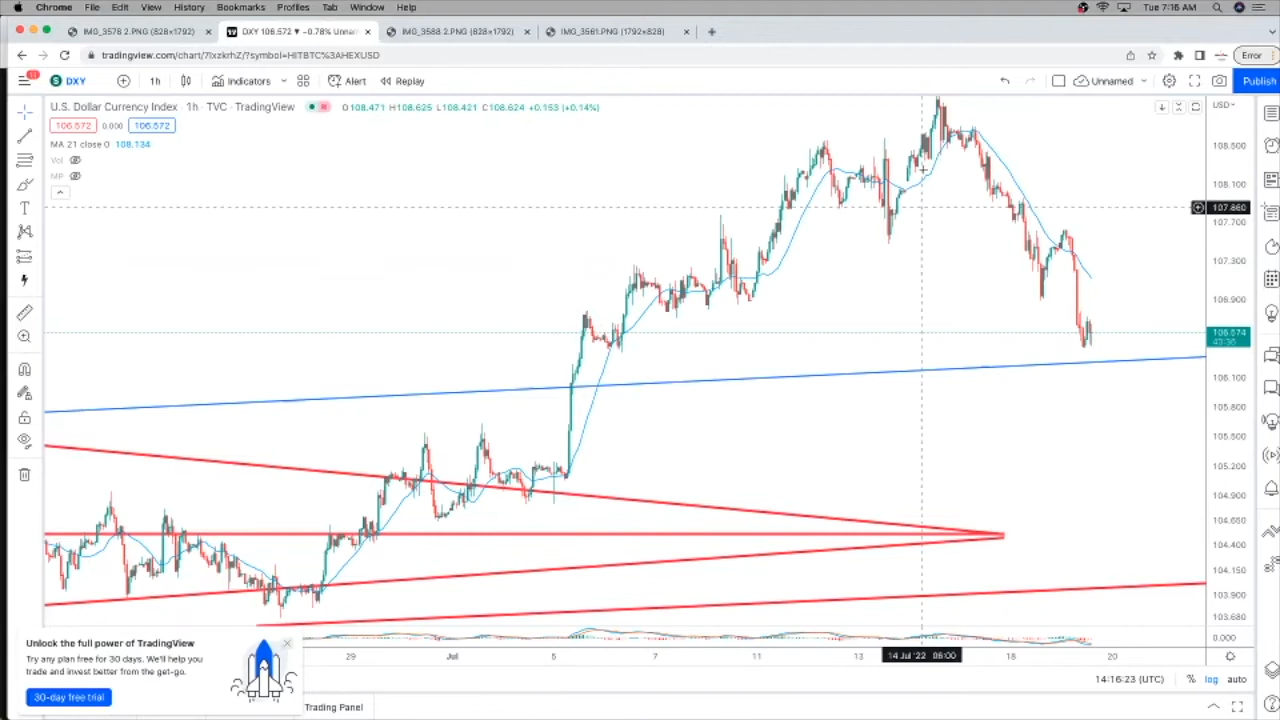 Chrome File Edit View History Bookmarks Profiles Tab Window Help Tue 7:16 AM
IMG_3578 2.PNG (828×1792) DXY 106.572 ▼ −0.78% Unnam IMG_3588 2.PNG (828×1792) IMG_3561.PNG (1792×828)
tradingview.com/chart/7lxzkrhZ/?symbol=HITBTC%3AHEXUSD Error
11 DXY 1h Indicators Alert Replay Unnamed Publish
U.S. Dollar Currency Index · 1h · TVC · TradingView O108.471 H108.625 L108.421 C108.624 +0.153 (+0.14%) USD
106.572 0.000 106.572
MA 21 close 0 108.134
Vol
MP
108.500
108.100
107.860
107.700
107.300
106.900
106.574
43:36
106.100
105.800
105.500
105.200
104.900
104.650
104.400
104.150
103.900
103.680
0.000
Unlock the full power of TradingView
Try any plan free for 30 days. We'll help you
trade and invest better from the get-go.
30-day free trial
29 Jul 5 7 11 13 14 Jul '22 06:00 18 20
14:16:23 (UTC) % log auto
Trading Panel